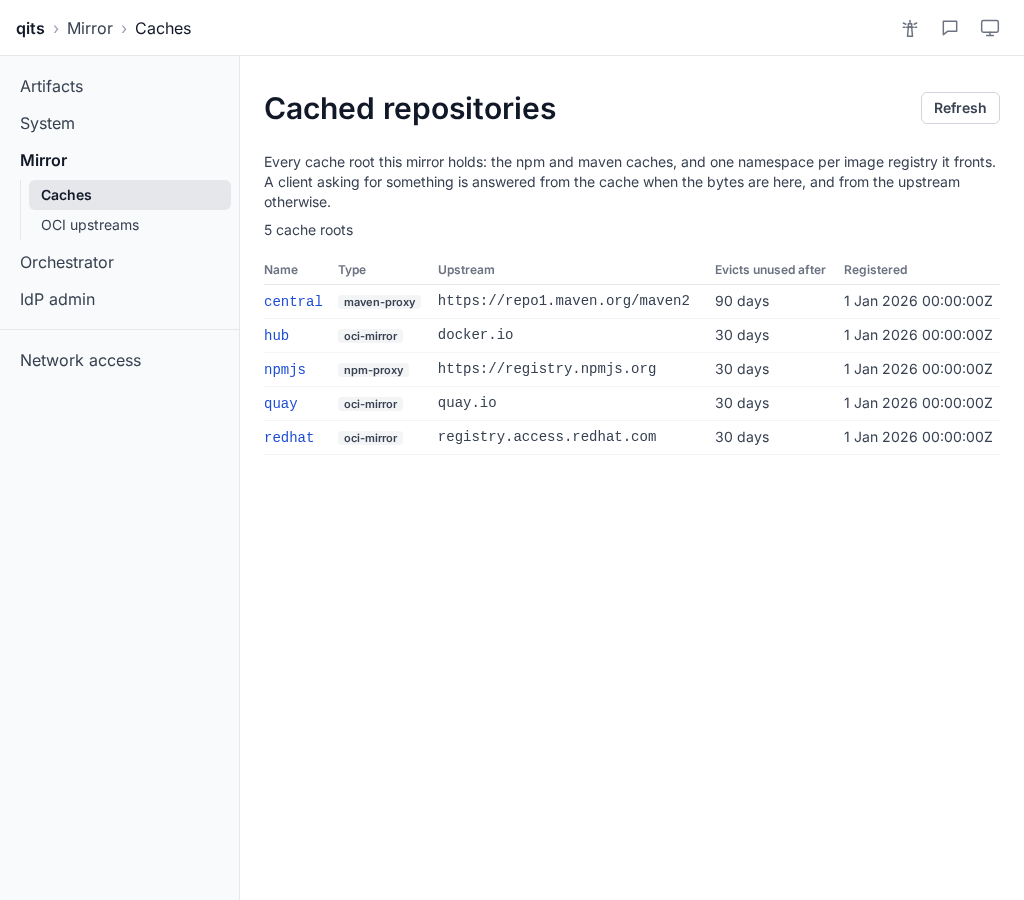 qits › Mirror › Caches
Artifacts
System
Mirror
Caches
OCI upstreams
Orchestrator
IdP admin
Network access
Cached repositories
Refresh
Every cache root this mirror holds: the npm and maven caches, and one namespace per image registry it fronts.
A client asking for something is answered from the cache when the bytes are here, and from the upstream
otherwise.
5 cache roots
Name Type Upstream Evicts unused after Registered
central maven-proxy https://repo1.maven.org/maven2 90 days 1 Jan 2026 00:00:00Z
hub oci-mirror docker.io 30 days 1 Jan 2026 00:00:00Z
npmjs npm-proxy https://registry.npmjs.org 30 days 1 Jan 2026 00:00:00Z
quay oci-mirror quay.io 30 days 1 Jan 2026 00:00:00Z
redhat oci-mirror registry.access.redhat.com 30 days 1 Jan 2026 00:00:00Z